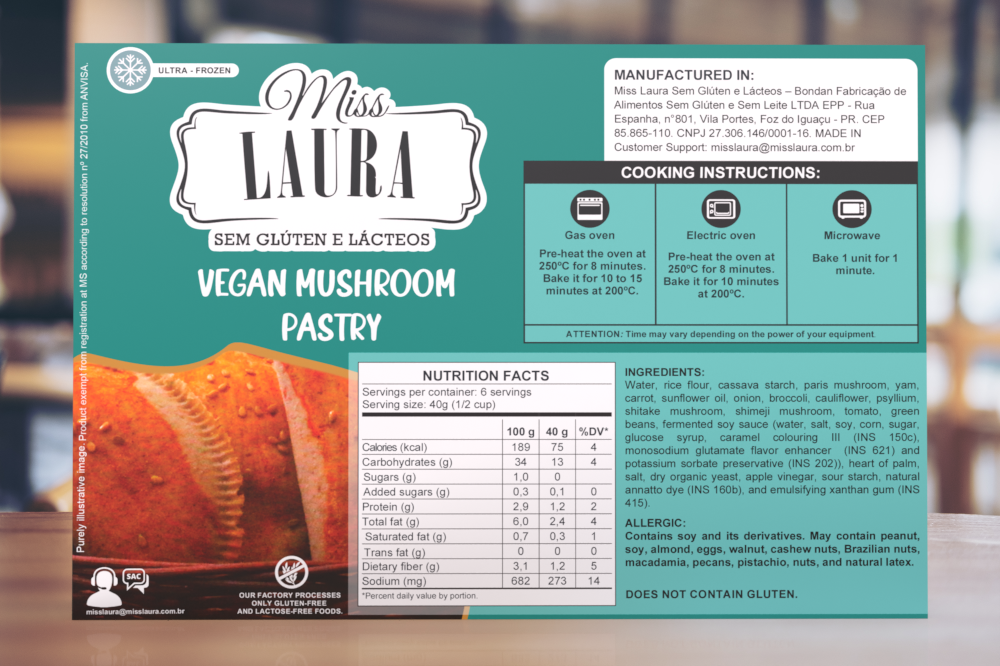 ULTRA - FROZEN
Miss
LAURA
SEM GLÚTEN E LÁCTEOS
VEGAN MUSHROOM
PASTRY
Purely illustrative image. Product exempt from registration at MS according to resolution nº 27/2010 from ANVISA.
SAC
misslaura@misslaura.com.br
OUR FACTORY PROCESSES
ONLY GLUTEN-FREE
AND LACTOSE-FREE FOODS.
MANUFACTURED IN:
Miss Laura Sem Glúten e Lácteos – Bondan Fabricação de
Alimentos Sem Glúten e Sem Leite LTDA EPP - Rua
Espanha, n°801, Vila Portes, Foz do Iguaçu - PR. CEP
85.865-110. CNPJ 27.306.146/0001-16. MADE IN
Customer Support: misslaura@misslaura.com.br
COOKING INSTRUCTIONS:
Gas oven
Pre-heat the oven at
250ºC for 8 minutes.
Bake it for 10 to 15
minutes at 200ºC.
Electric oven
Pre-heat the oven at
250ºC for 8 minutes.
Bake it for 10 minutes
at 200ºC.
Microwave
Bake 1 unit for 1
minute.
ATTENTION: Time may vary depending on the power of your equipment
NUTRITION FACTS
Servings per container: 6 servings
Serving size: 40g (1/2 cup)
100 g 40 g %DV*
Calories (kcal) 189 75 4
Carbohydrates (g) 34 13 4
Sugars (g) 1,0 0
Added sugars (g) 0,3 0,1 0
Protein (g) 2,9 1,2 2
Total fat (g) 6,0 2,4 4
Saturated fat (g) 0,7 0,3 1
Trans fat (g) 0 0 0
Dietary fiber (g) 3,1 1,2 5
Sodium (mg) 682 273 14
*Percent daily value by portion.
INGREDIENTS:
Water, rice flour, cassava starch, paris mushroom, yam,
carrot, sunflower oil, onion, broccoli, cauliflower, psyllium,
shitake mushroom, shimeji mushroom, tomato, green
beans, fermented soy sauce (water, salt, soy, corn, sugar,
glucose syrup, caramel colouring III (INS 150c),
monosodium glutamate flavor enhancer (INS 621) and
potassium sorbate preservative (INS 202)), heart of palm,
salt, dry organic yeast, apple vinegar, sour starch, natural
annatto dye (INS 160b), and emulsifying xanthan gum (INS
415).
ALLERGIC:
Contains soy and its derivatives. May contain peanut,
soy, almond, eggs, walnut, cashew nuts, Brazilian nuts,
macadamia, pecans, pistachio, nuts, and natural latex.
DOES NOT CONTAIN GLUTEN.